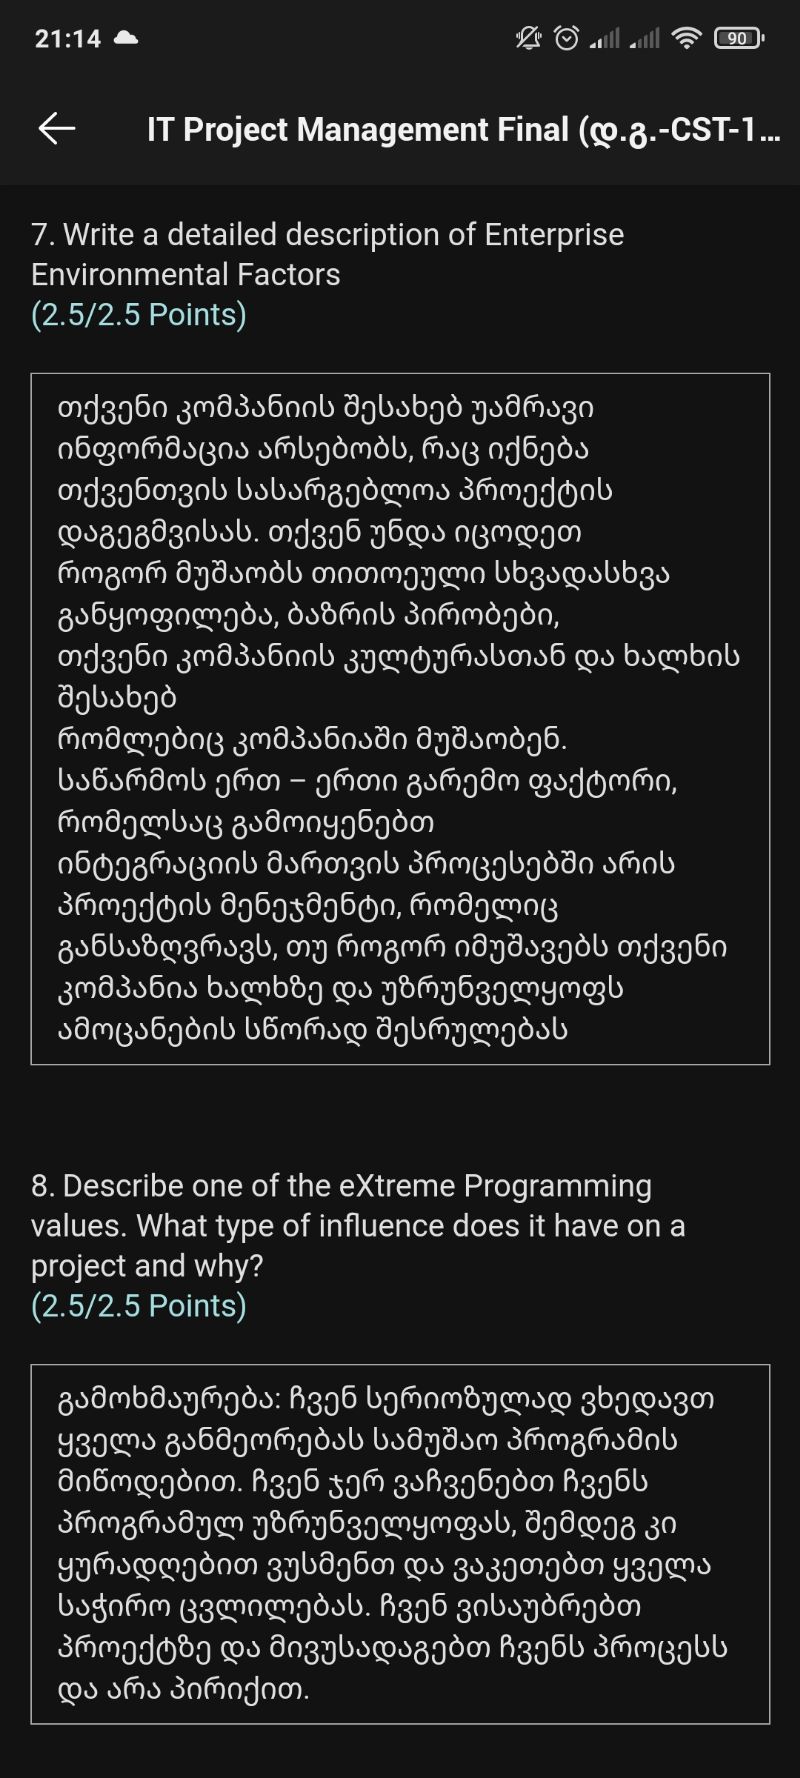 21:14
90
IT Project Management Final (დ.გ.-CST-1...
7. Write a detailed description of Enterprise
Environmental Factors
(2.5/2.5 Points)
თქვენი კომპანიის შესახებ უამრავი
ინფორმაცია არსებობს, რაც იქნება
თქვენთვის სასარგებლოა პროექტის
დაგეგმვისას. თქვენ უნდა იცოდეთ
როგორ მუშაობს თითოეული სხვადასხვა
განყოფილება, ბაზრის პირობები,
თქვენი კომპანიის კულტურასთან და ხალხის
შესახებ
რომლებიც კომპანიაში მუშაობენ.
საწარმოს ერთ – ერთი გარემო ფაქტორი,
რომელსაც გამოიყენებთ
ინტეგრაციის მართვის პროცესებში არის
პროექტის მენეჯმენტი, რომელიც
განსაზღვრავს, თუ როგორ იმუშავებს თქვენი
კომპანია ხალხზე და უზრუნველყოფს
ამოცანების სწორად შესრულებას
8. Describe one of the eXtreme Programming
values. What type of influence does it have on a
project and why?
(2.5/2.5 Points)
გამოხმაურება: ჩვენ სერიოზულად ვხედავთ
ყველა განმეორებას სამუშაო პროგრამის
მიწოდებით. ჩვენ ჯერ ვაჩვენებთ ჩვენს
პროგრამულ უზრუნველყოფას, შემდეგ კი
ყურადღებით ვუსმენთ და ვაკეთებთ ყველა
საჭირო ცვლილებას. ჩვენ ვისაუბრებთ
პროექტზე და მივუსადაგებთ ჩვენს პროცესს
და არა პირიქით.